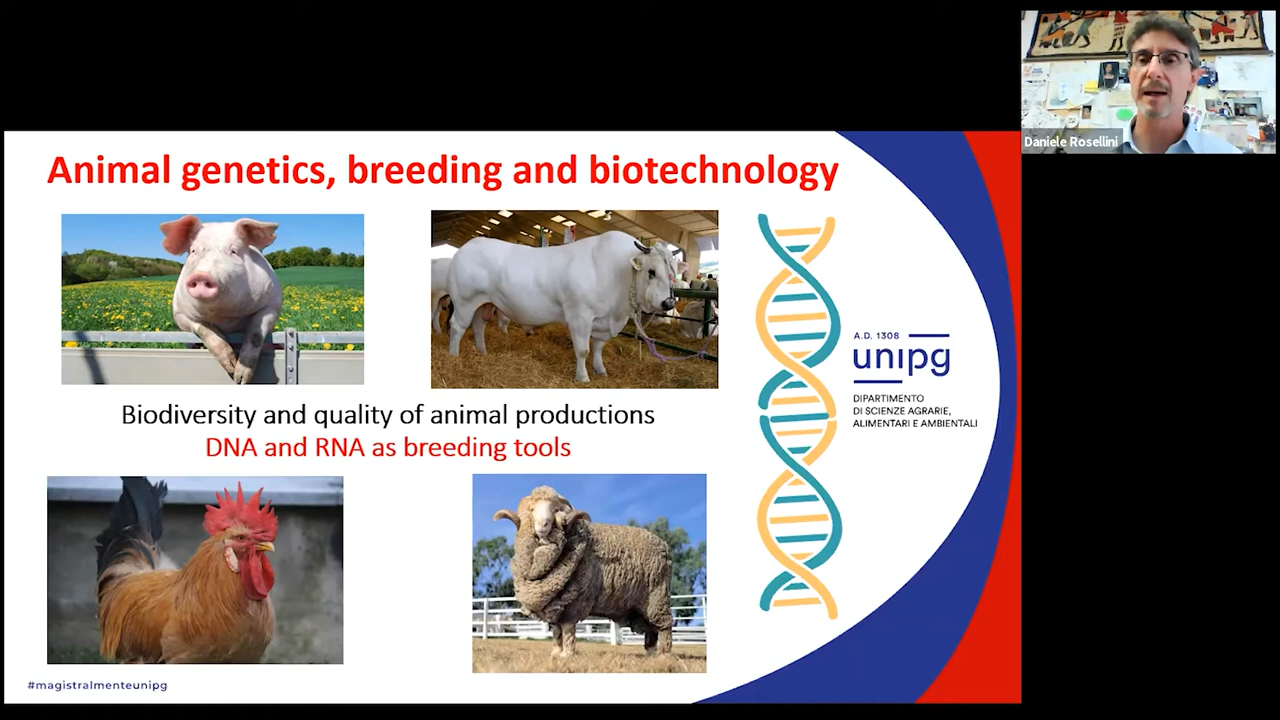 Daniele Rosellini
Animal genetics, breeding and biotechnology
Biodiversity and quality of animal productions
DNA and RNA as breeding tools
A.D. 1308
unipg
DIPARTIMENTO
DI SCIENZE AGRARIE,
ALIMENTARI E AMBIENTALI
#magistralmenteunipg